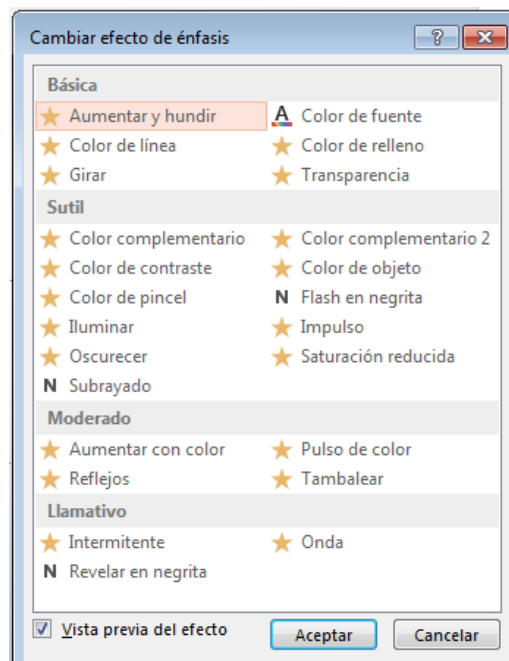 Cambiar efecto de énfasis
Básica
Aumentar y hundir
Color de fuente
Color de línea
Color de relleno
Girar
Transparencia
Sutil
Color complementario
Color complementario 2
Color de contraste
Color de objeto
Color de pincel
N Flash en negrita
Iluminar
Impulso
Oscurecer
Saturación reducida
N Subrayado
Moderado
Aumentar con color
Pulso de color
Reflejos
Tambalear
Llamativo
Intermitente
Onda
N Revelar en negrita
Vista previa del efecto
Aceptar
Cancelar